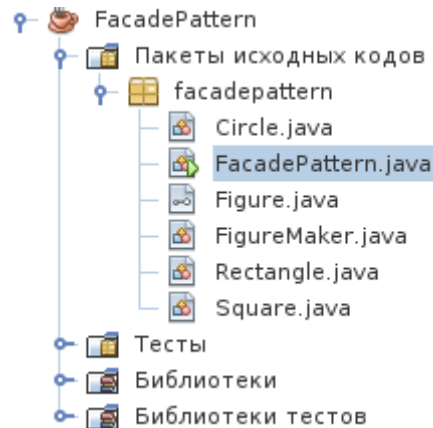 FacadePattern
Пакеты исходных кодов
facadepattern
Circle.java
FacadePattern.java
Figure.java
FigureMaker.java
Rectangle.java
Square.java
Тесты
Библиотеки
Библиотеки тестов